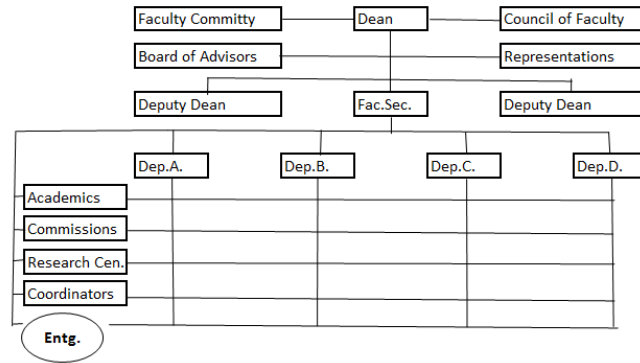 Faculty Committy
Dean
Council of Faculty
Board of Advisors
Representations
Deputy Dean
Fac.Sec.
Deputy Dean
Dep.A.
Dep.B.
Dep.C.
Dep.D.
Academics
Commissions
Research Cen.
Coordinators
Entg.